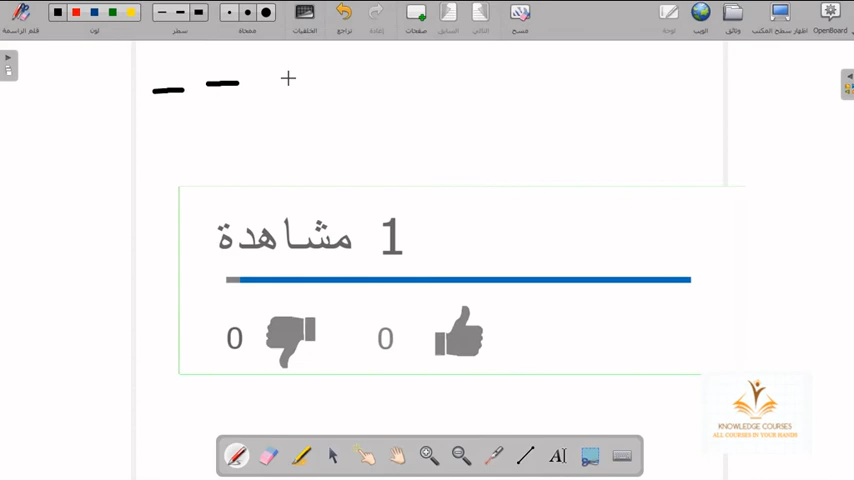 قلم الراسمة لون سطر ممحاة الخلفيات تراجع إعادة صفحات السابق التالي مسح لوحة الويب وثائق اظهار سطح المكتب OpenBoard
1 مشاهدة
0 0
KNOWLEDGE COURSES
ALL COURSES IN YOUR HANDS
AI